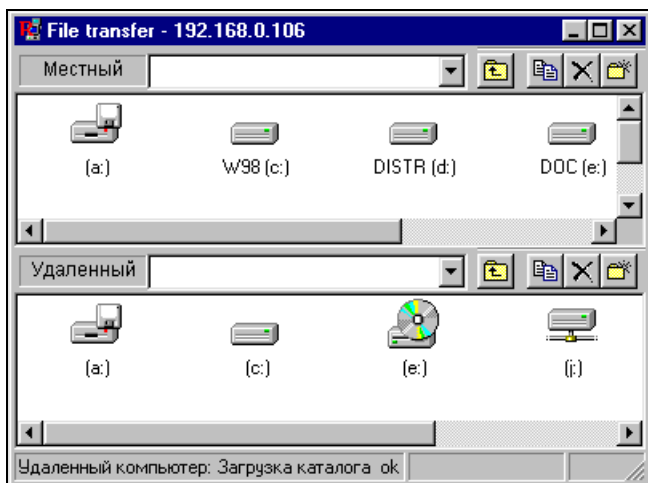 File transfer - 192.168.0.106
Местный
(a:) W98 (c:) DISTR (d:) DOC (e:)
Удаленный
(a:) (c:) (e:) (j:)
Удаленный компьютер: Загрузка каталога ok